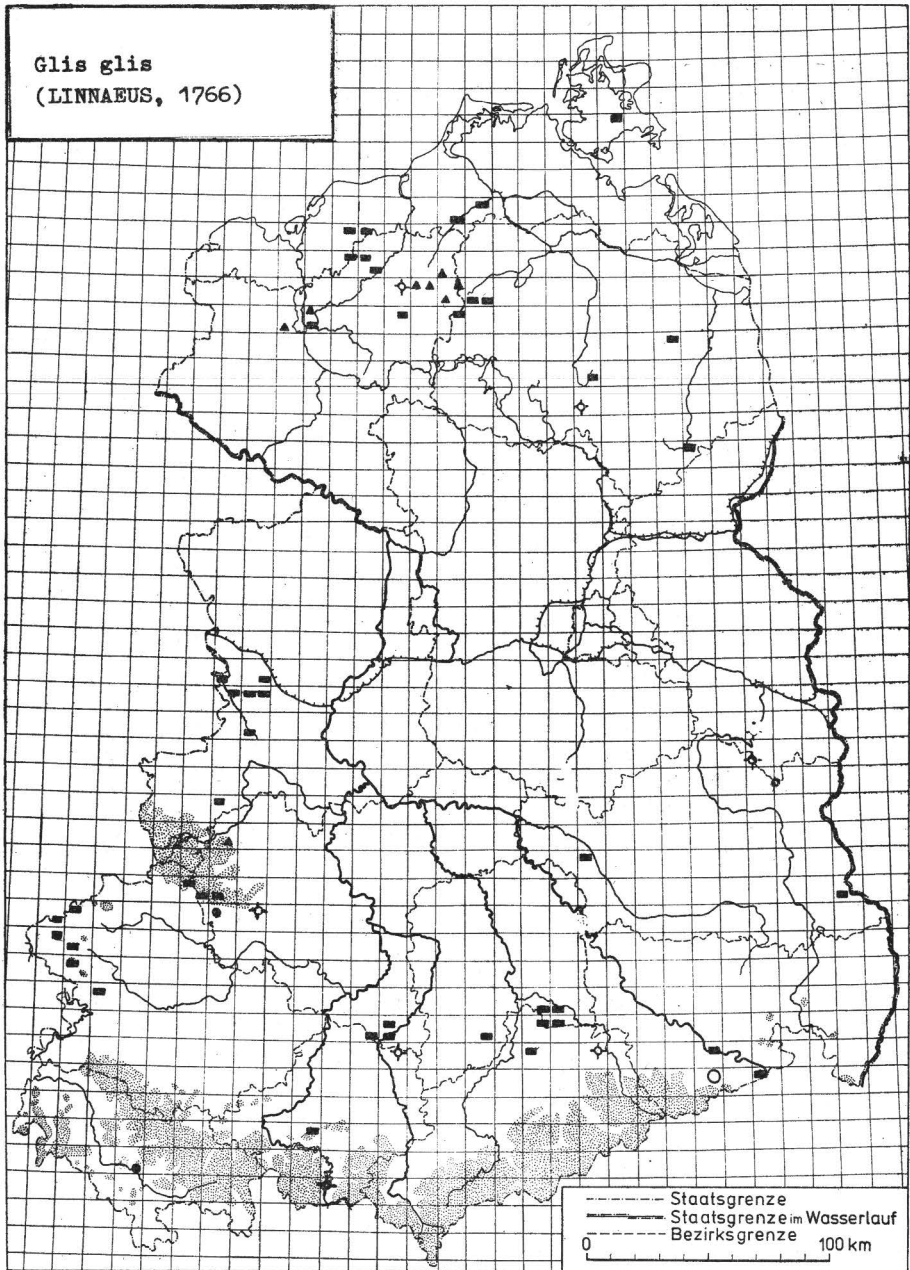 Glis glis
(LINNAEUS, 1766)
Staatsgrenze
Staatsgrenze im Wasserlauf
Bezirksgrenze
0 100 km